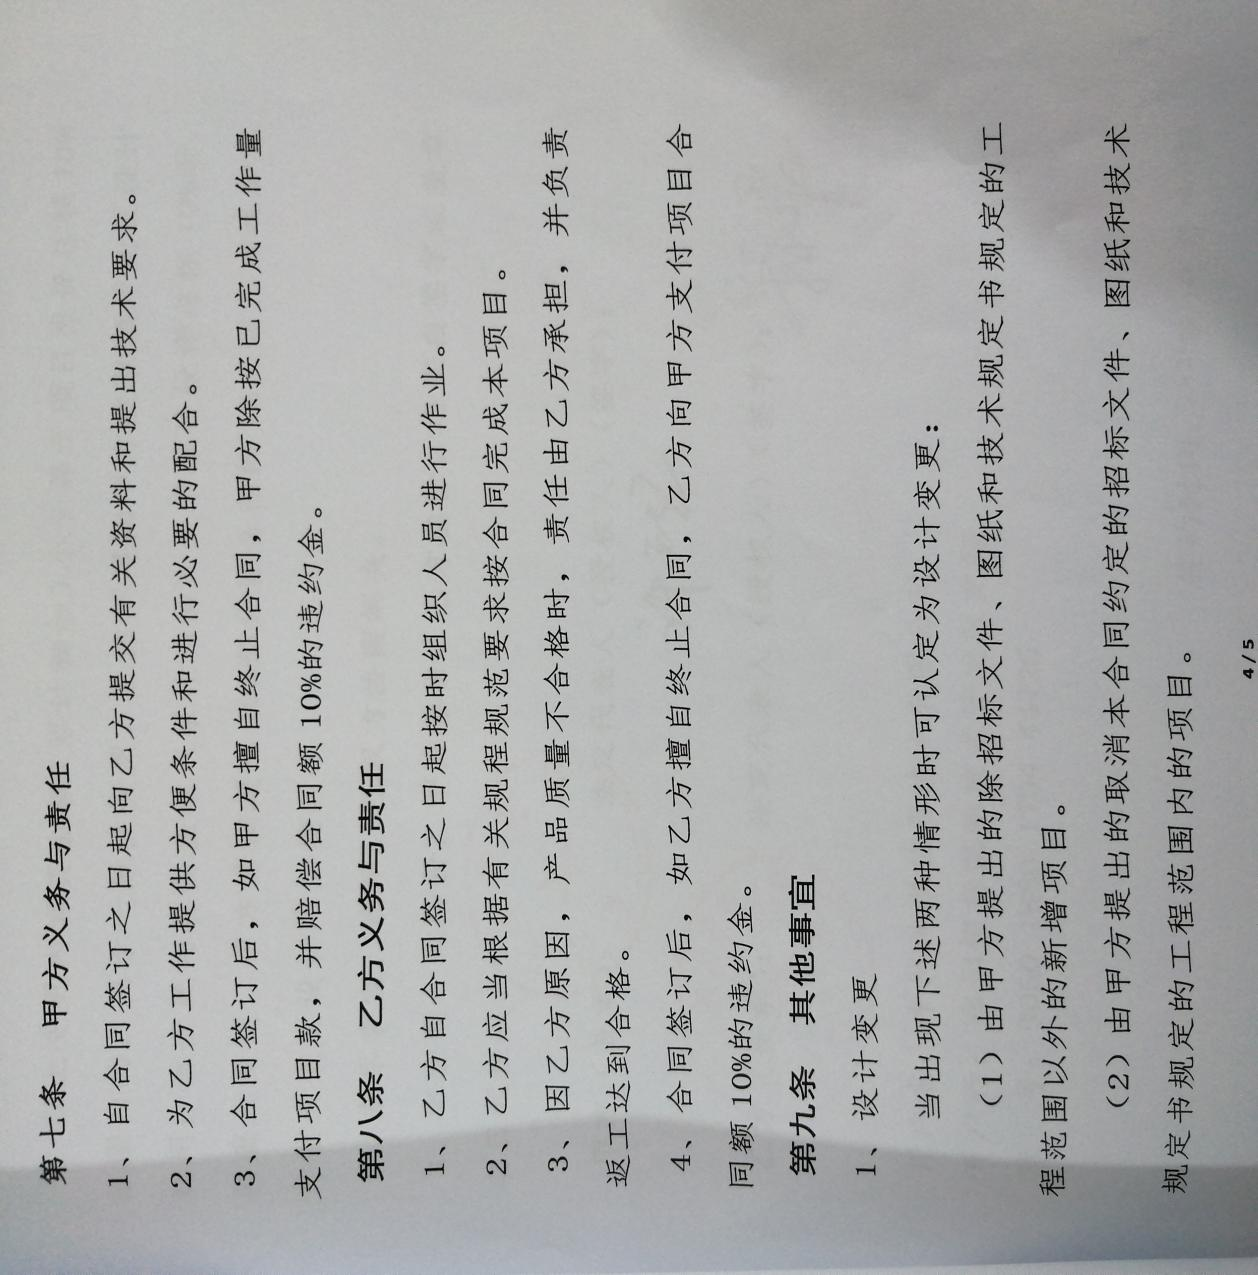 第七条 甲方义务与责任
1、自合同签订之日起向乙方提交有关资料和提出技术要求。
2、为乙方工作提供方便条件和进行必要的配合。
3、合同签订后，如甲方擅自终止合同，甲方除按已完成工作量
支付项目款，并赔偿合同额 10%的违约金。
第八条 乙方义务与责任
1、乙方自合同签订之日起按时组织人员进行作业。
2、乙方应当根据有关规程规范要求按合同完成本项目。
3、因乙方原因，产品质量不合格时，责任由乙方承担，并负责
返工达到合格。
4、合同签订后，如乙方擅自终止合同，乙方向甲方支付项目合
同额 10%的违约金。
第九条 其他事宜
1、设计变更
当出现下述两种情形时可认定为设计变更：
（1）由甲方提出的除招标文件、图纸和技术规定书规定的工
程范围以外的新增项目。
（2）由甲方提出的取消本合同约定的招标文件、图纸和技术
规定书规定的工程范围内的项目。
4 / 5